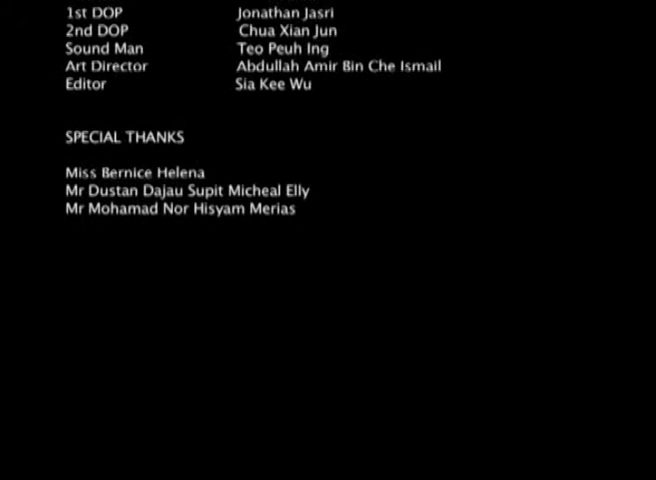 1st DOP Jonathan Jasri
2nd DOP Chua Xian Jun
Sound Man Teo Peuh Ing
Art Director Abdullah Amir Bin Che Ismail
Editor Sia Kee Wu
SPECIAL THANKS
Miss Bernice Helena
Mr Dustan Dajau Supit Micheal Elly
Mr Mohamad Nor Hisyam Merias